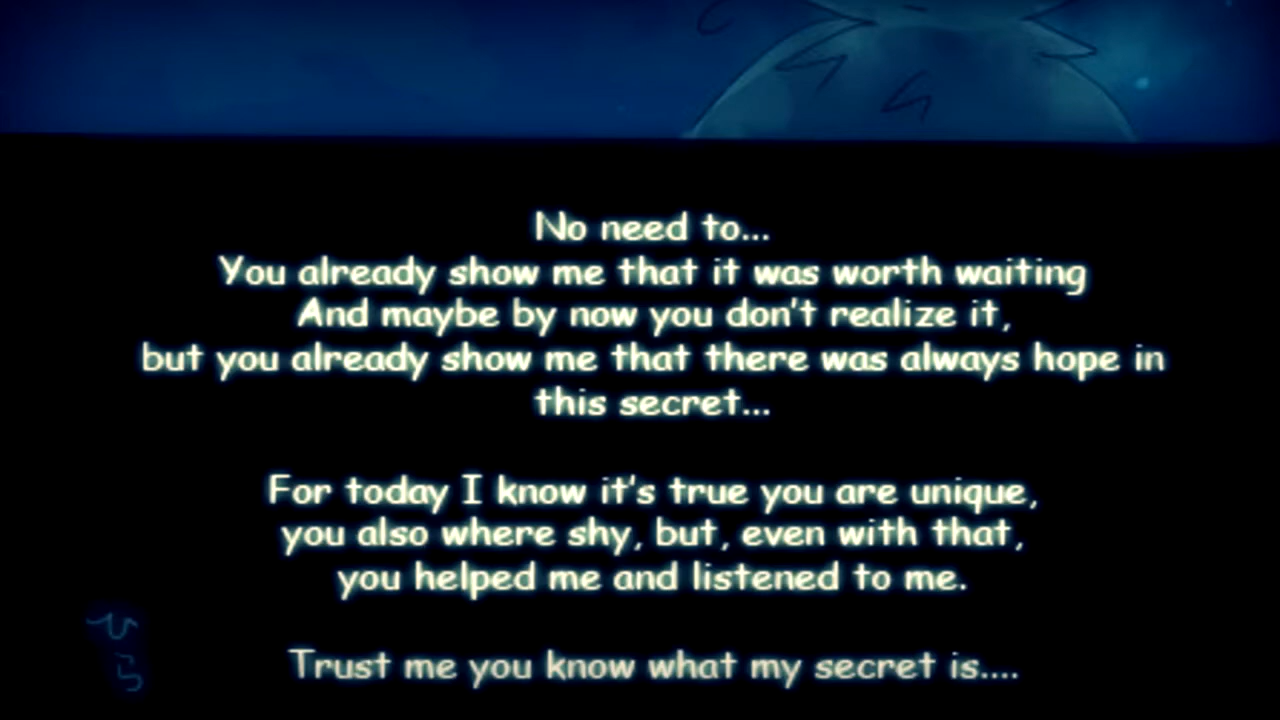 No need to...
You already show me that it was worth waiting
And maybe by now you don't realize it,
but you already show me that there was always hope in
this secret...
For today I know it's true you are unique,
you also where shy, but, even with that,
you helped me and listened to me.
Trust me you know what my secret is....